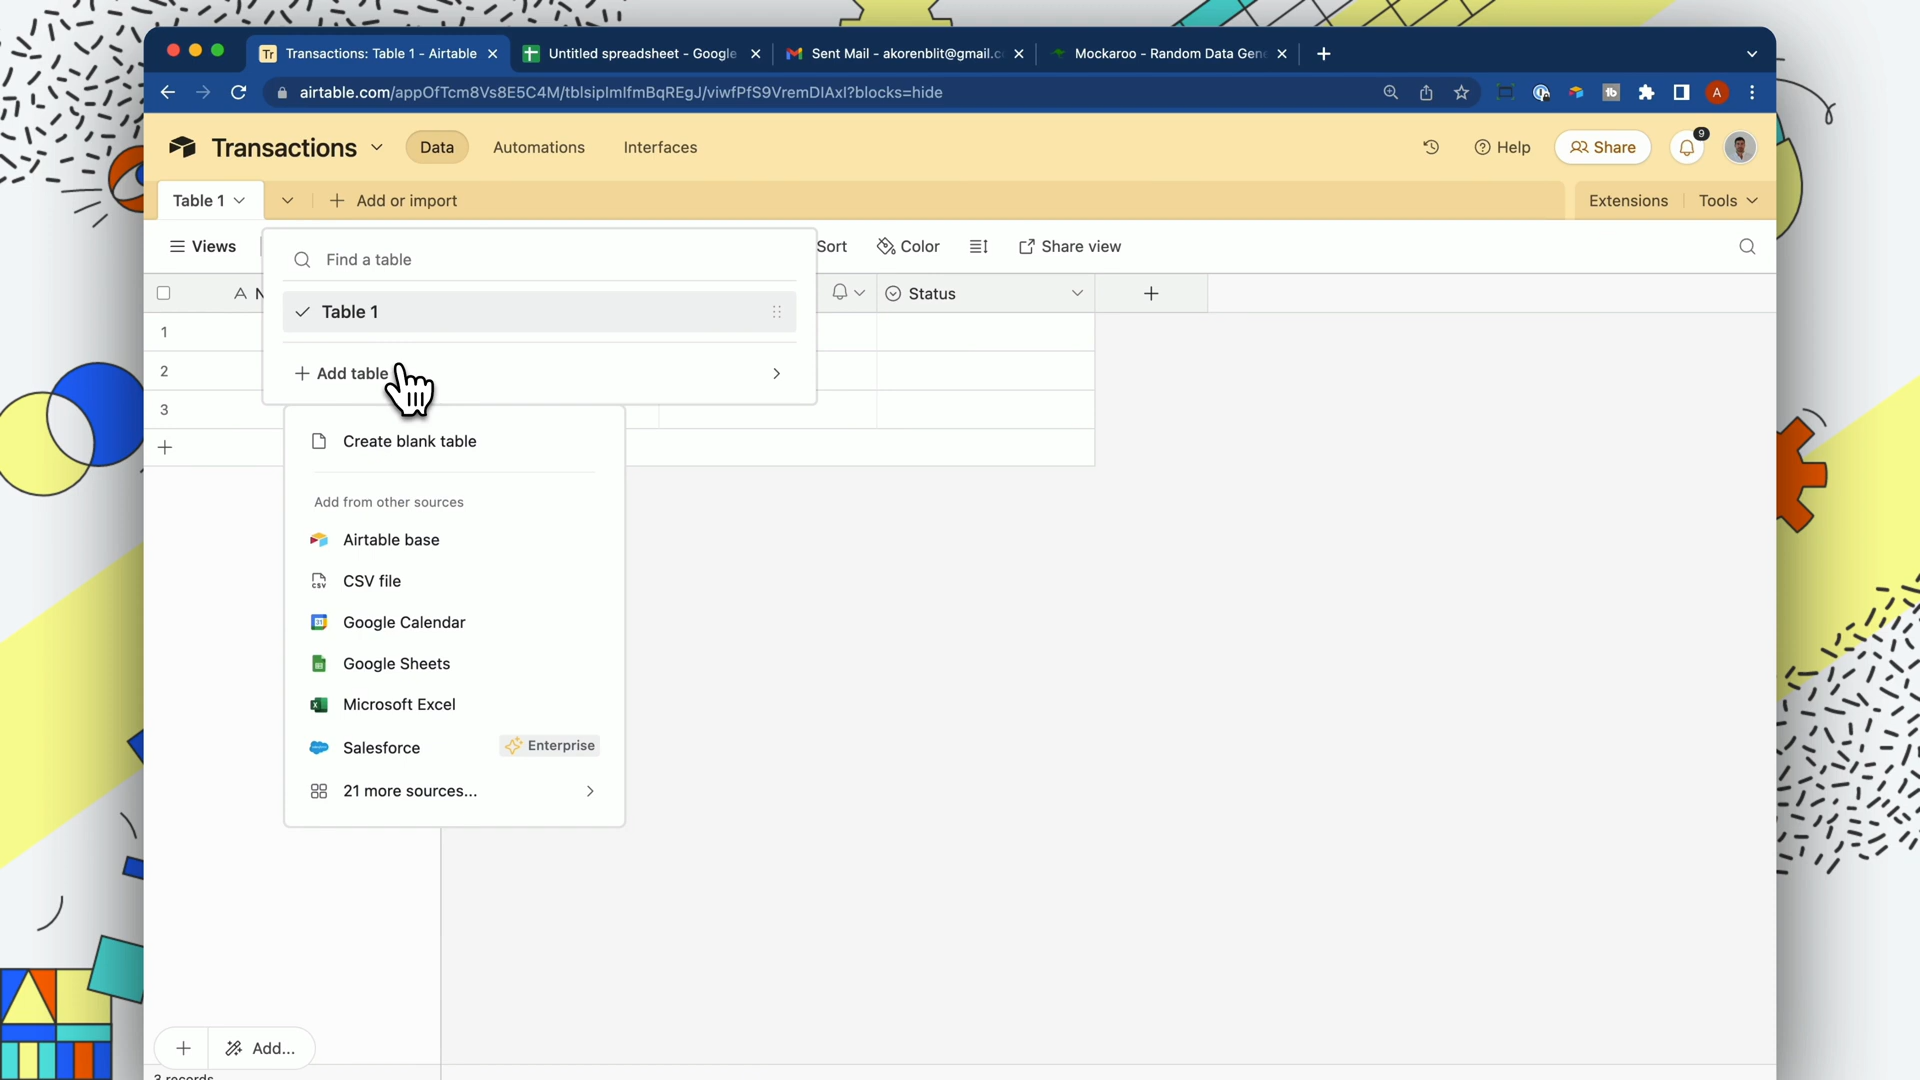 Tr Transactions: Table 1 - Airtable
Untitled spreadsheet - Google
Sent Mail - akorenblit@gmail.c
Mockaroo - Random Data Gen
airtable.com/appOfTcm8Vs8E5C4M/tblsipImIfmBqREgJ/viwfPfS9VremDIAxI?blocks=hide
A
Transactions
Data
Automations
Interfaces
Help
Share
9
Table 1
Add or import
Extensions
Tools
Views
Find a table
Sort
Color
Share view
A N
Status
Table 1
1
2
3
Add table
Create blank table
Add from other sources
Airtable base
CSV file
Google Calendar
Google Sheets
Microsoft Excel
Salesforce
Enterprise
21 more sources...
Add...
3 records